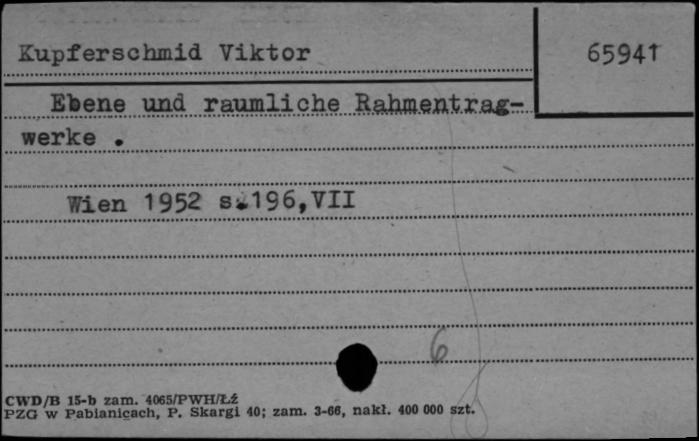 Kupferschmid Viktor
65941
Ebene und raumliche Rahmentrag-
werke .
Wien 1952 s.196,VII
6
CWD/B 15-b zam. 4065/PWH/Łź
PZG w Pabianicach, P. Skargi 40; zam. 3-66, nakł. 400 000 szt.